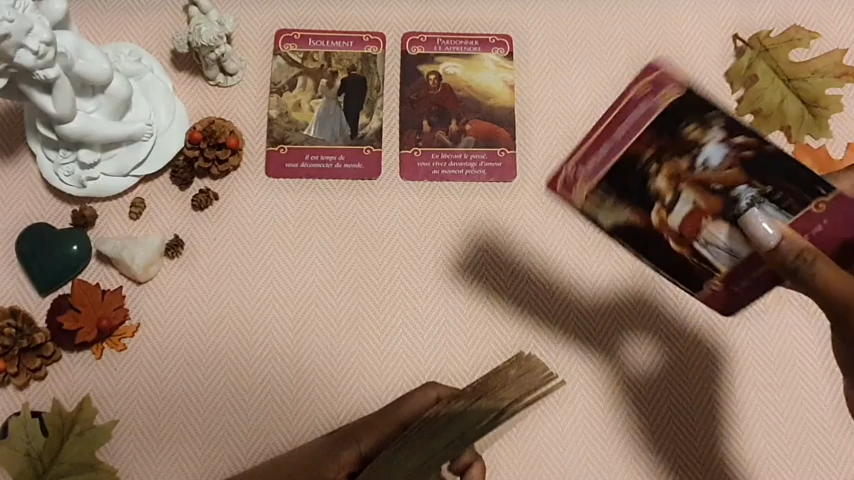 ISOLEMENT
Il est temps de
vous déconnecter du monde.
PARDONNER
ET APPRENDRE
En libérant le passé,
vous vivez davantage d'amour
au moment présent.